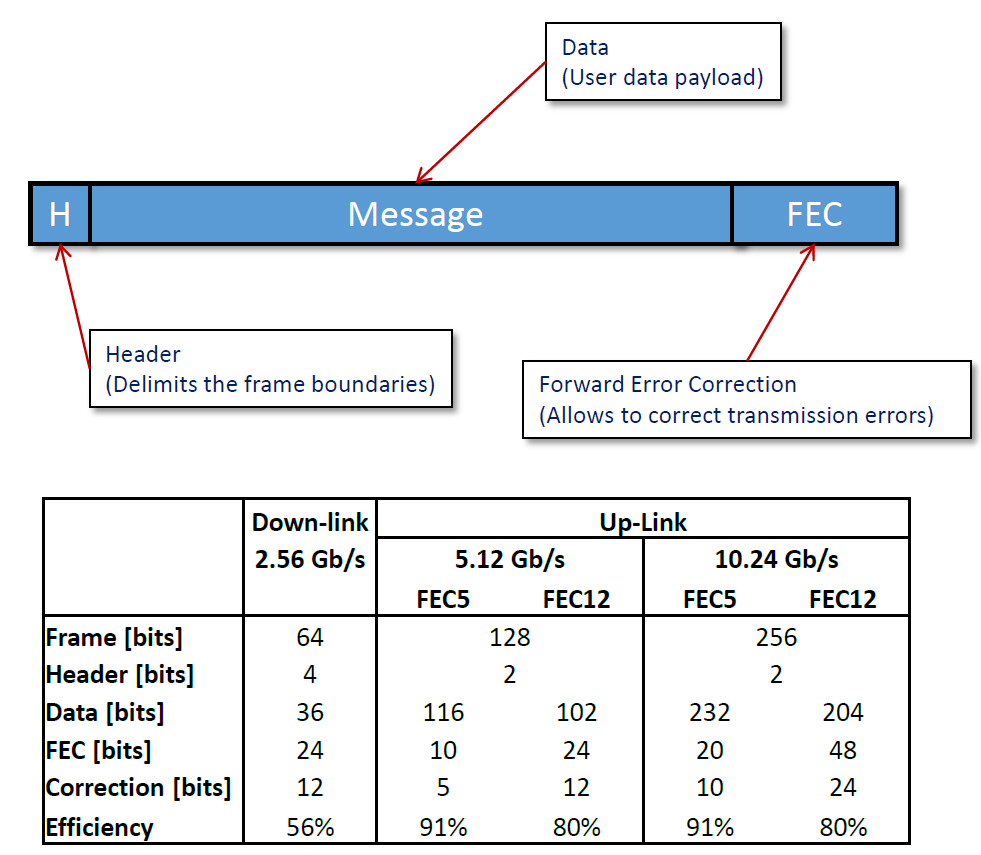 Data
(User data payload)
H Message FEC
Header
(Delimits the frame boundaries)
Forward Error Correction
(Allows to correct transmission errors)
Down-link Up-Link
2.56 Gb/s 5.12 Gb/s 10.24 Gb/s
FEC5 FEC12 FEC5 FEC12
Frame [bits] 64 128 256
Header [bits] 4 2 2
Data [bits] 36 116 102 232 204
FEC [bits] 24 10 24 20 48
Correction [bits] 12 5 12 10 24
Efficiency 56% 91% 80% 91% 80%